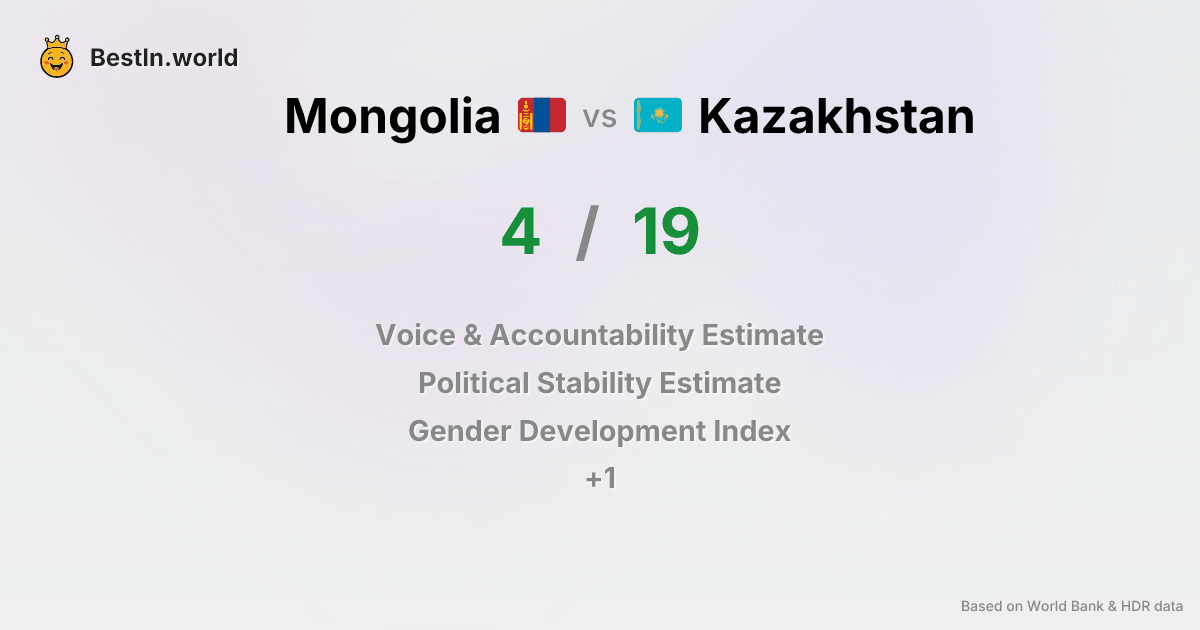 BestIn.world
Mongolia vs Kazakhstan
4 / 19
Voice & Accountability Estimate
Political Stability Estimate
Gender Development Index
+1
Based on World Bank & HDR data